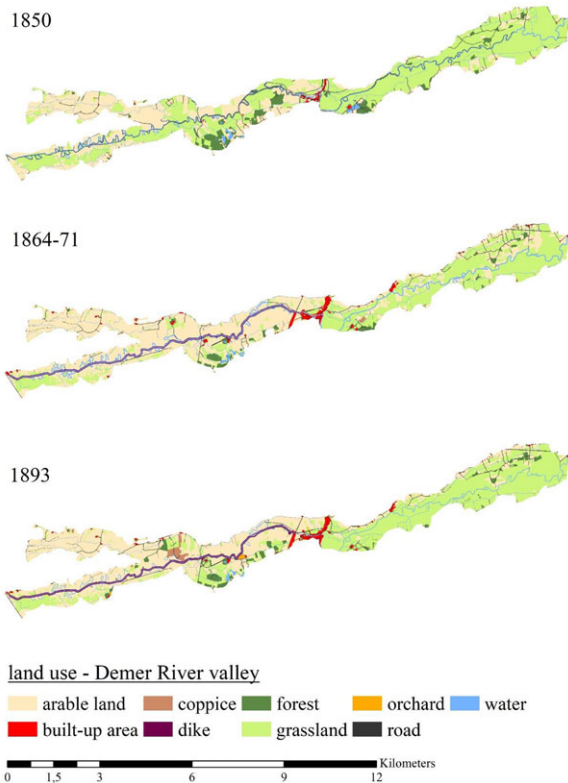 1850
1864-71
1893
land use - Demer River valley
arable land coppice forest orchard water
built-up area dike grassland road
Kilometers
0 1,5 3 6 9 12